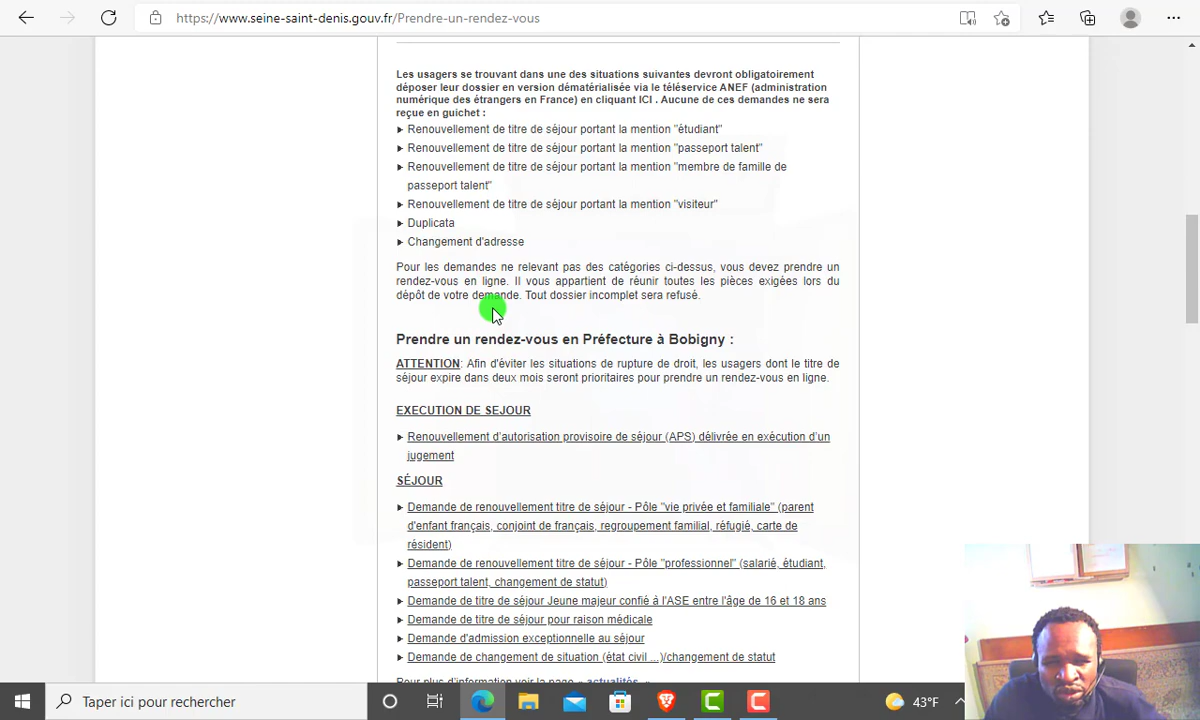 https://www.seine-saint-denis.gouv.fr/Prendre-un-rendez-vous
Les usagers se trouvant dans une des situations suivantes devront obligatoirement
déposer leur dossier en version dématérialisée via le téléservice ANEF (administration
numérique des étrangers en France) en cliquant ICI . Aucune de ces demandes ne sera
reçue en guichet :
Renouvellement de titre de séjour portant la mention "étudiant"
Renouvellement de titre de séjour portant la mention "passeport talent"
Renouvellement de titre de séjour portant la mention "membre de famille de
passeport talent"
Renouvellement de titre de séjour portant la mention "visiteur"
Duplicata
Changement d'adresse
Pour les demandes ne relevant pas des catégories ci-dessus, vous devez prendre un
rendez-vous en ligne. Il vous appartient de réunir toutes les pièces exigées lors du
dépôt de votre demande. Tout dossier incomplet sera refusé.
Prendre un rendez-vous en Préfecture à Bobigny :
ATTENTION: Afin d'éviter les situations de rupture de droit, les usagers dont le titre de
séjour expire dans deux mois seront prioritaires pour prendre un rendez-vous en ligne.
EXECUTION DE SEJOUR
Renouvellement d'autorisation provisoire de séjour (APS) délivrée en exécution d'un
jugement
SÉJOUR
Demande de renouvellement titre de séjour - Pôle "vie privée et familiale" (parent
d'enfant français, conjoint de français, regroupement familial, réfugié, carte de
résident)
Demande de renouvellement titre de séjour - Pôle "professionnel" (salarié, étudiant,
passeport talent, changement de statut)
Demande de titre de séjour Jeune majeur confié à l'ASE entre l'âge de 16 et 18 ans
Demande de titre de séjour pour raison médicale
Demande d'admission exceptionnelle au séjour
Demande de changement de situation (état civil ...)/changement de statut
Pour plus d'information voir la page « actualités »
Taper ici pour rechercher
43°F